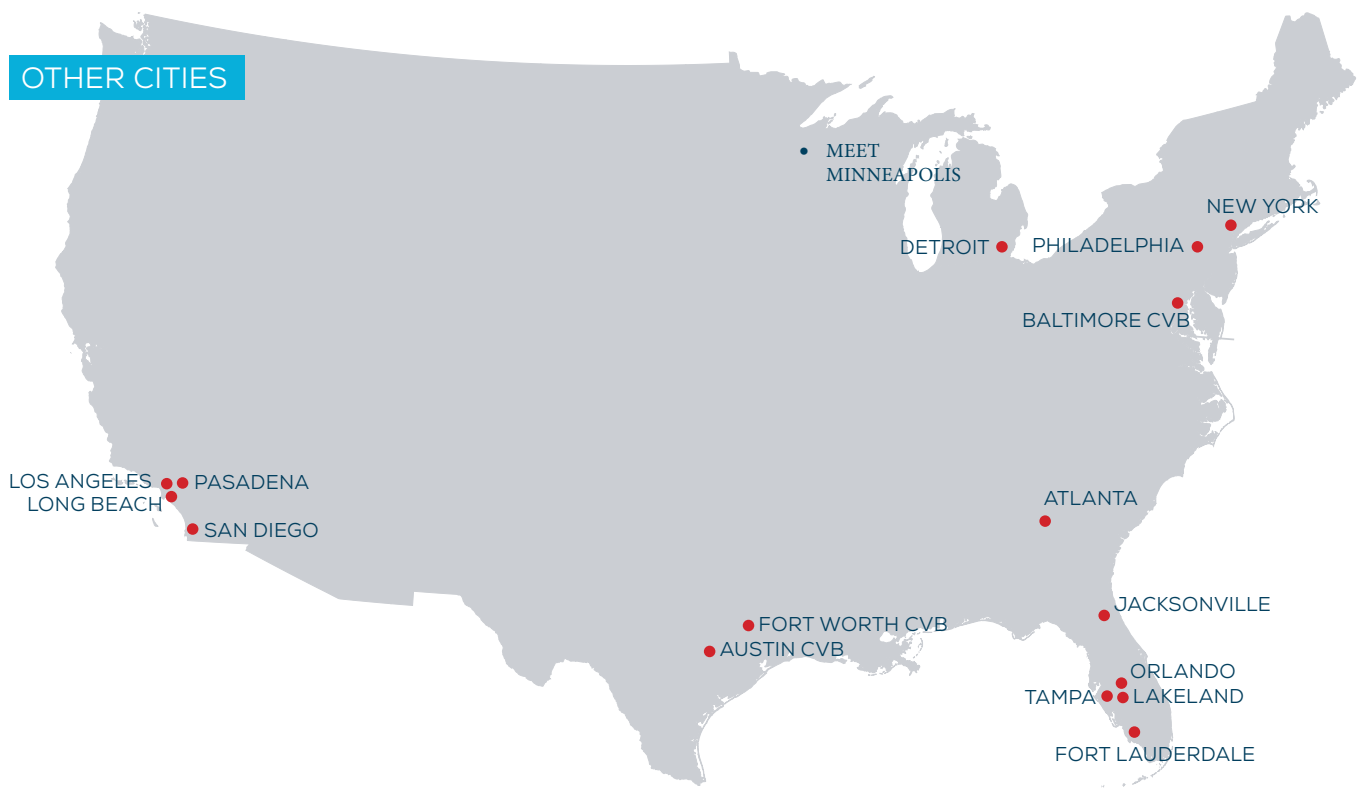 OTHER CITIES
MEET
MINNEAPOLIS
NEW YORK
DETROIT
PHILADELPHIA
BALTIMORE CVB
LOS ANGELES
PASADENA
LONG BEACH
SAN DIEGO
ATLANTA
JACKSONVILLE
FORT WORTH CVB
AUSTIN CVB
ORLANDO
TAMPA
LAKELAND
FORT LAUDERDALE